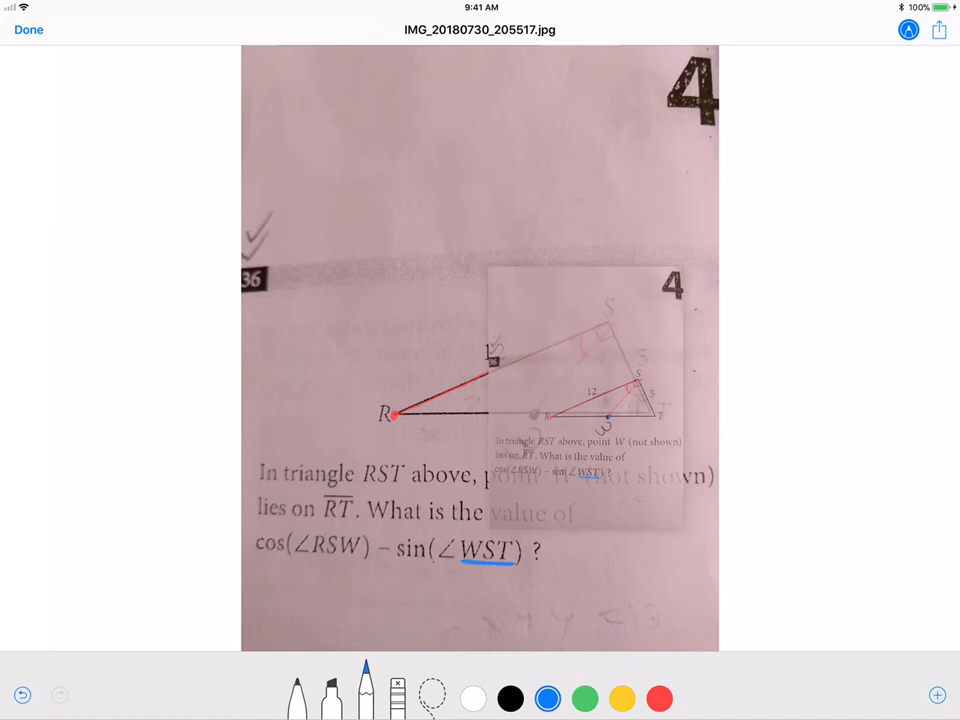 9:41 AM
100%
Done
IMG_20180730_205517.jpg
4
36
4
S
36
5
S
12
5
R
R
T
T
W
In triangle RST above, point W (not shown)
lies on RT. What is the value of
cos(∠RSW) – sin(∠WST) ?
In triangle RST above, point W (not shown)
lies on RT. What is the value of
cos(∠RSW) – sin(∠WST) ?